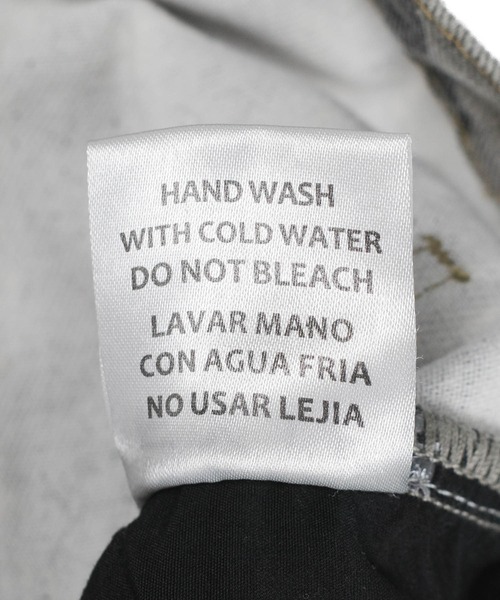 HAND WASH
WITH COLD WATER
DO NOT BLEACH
LAVAR MANO
CON AGUA FRIA
NO USAR LEJIA